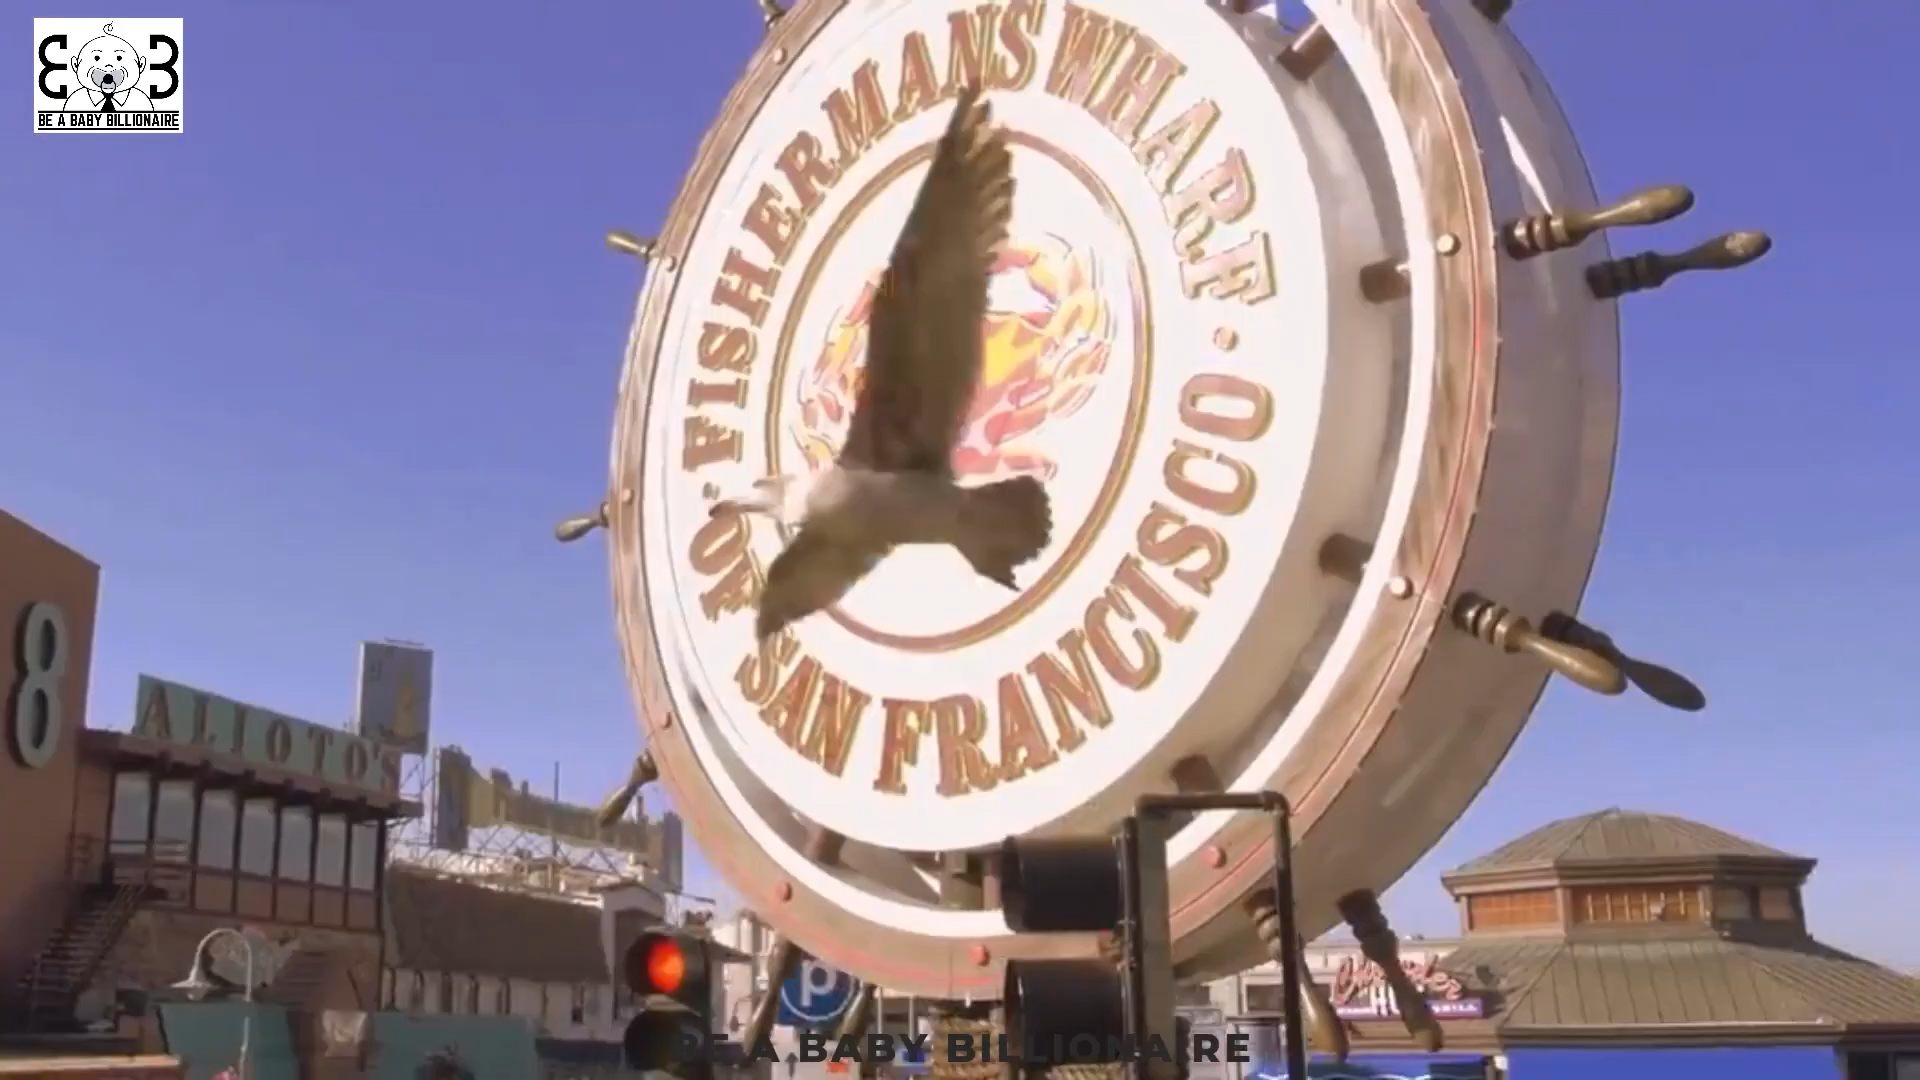 BE A BABY BILLIONAIRE
FISHERMANS WHARF • SAN FRANCISCO
OF
8
ALIOTO'S
P
BE A BABY BILLIONAIRE